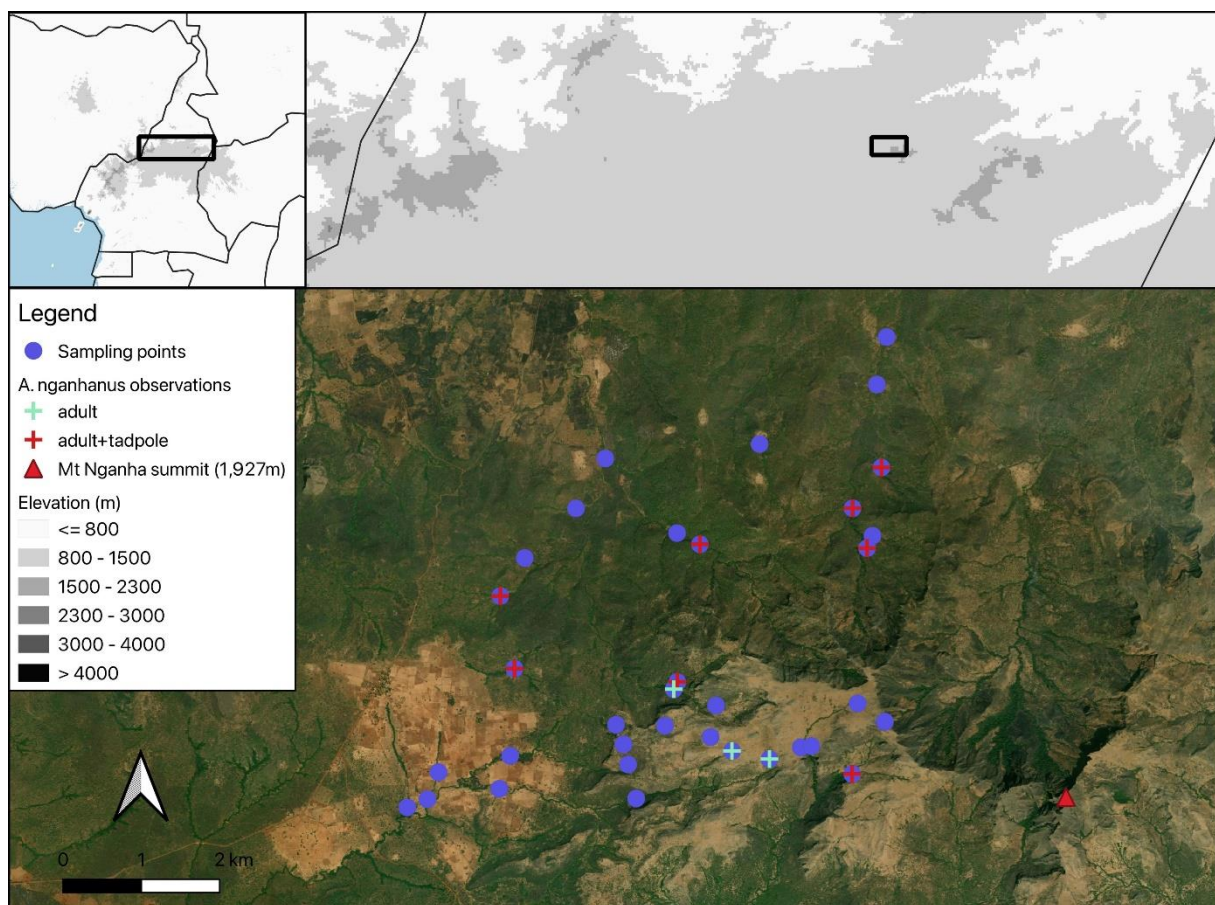 Legend
Sampling points
A. nganhanus observations
adult
adult+tadpole
Mt Nganha summit (1,927m)
Elevation (m)
<= 800
800 - 1500
1500 - 2300
2300 - 3000
3000 - 4000
> 4000
0 1 2 km